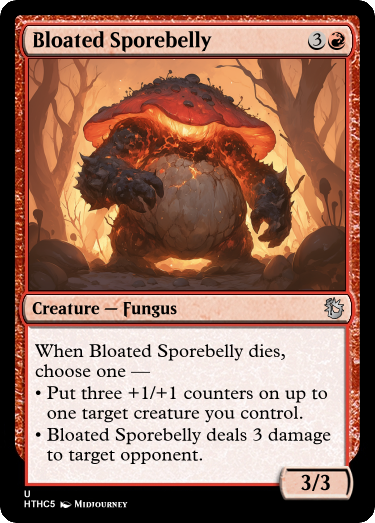 Bloated Sporebelly 3
Creature — Fungus
When Bloated Sporebelly dies,
choose one —
• Put three +1/+1 counters on up to
one target creature you control.
• Bloated Sporebelly deals 3 damage
to target opponent.
3/3
U
HTHC5 Midjourney